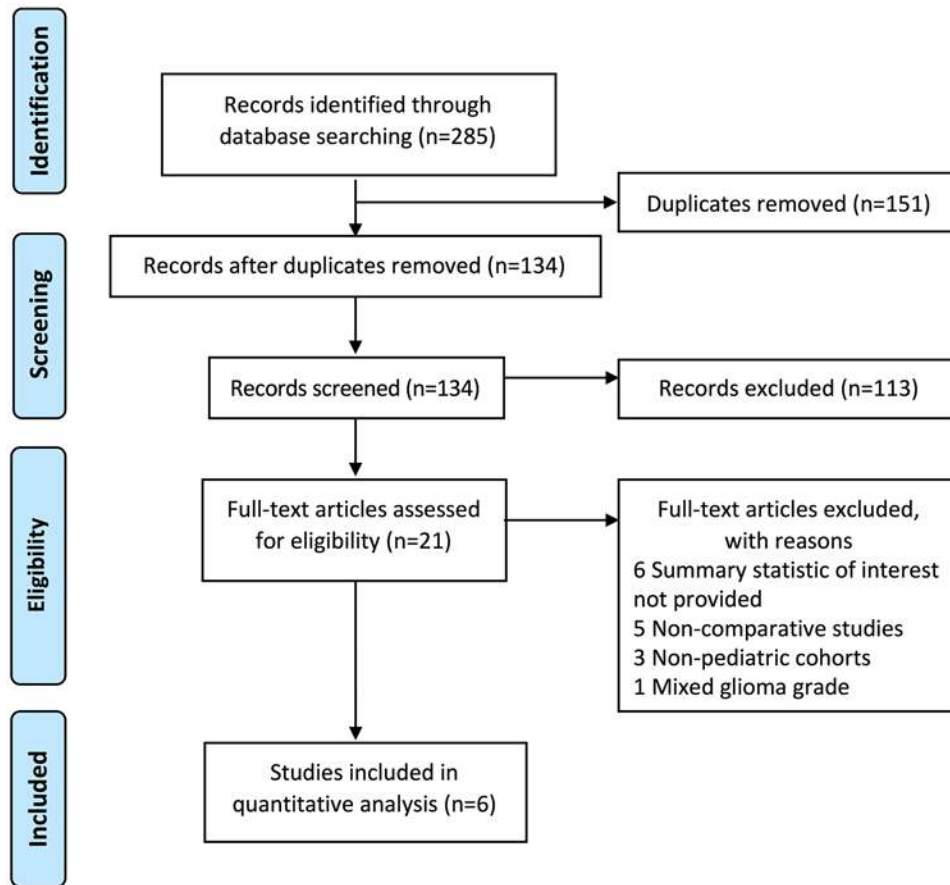 Identification
Records identified through
database searching (n=285)
Duplicates removed (n=151)
Screening
Records after duplicates removed (n=134)
Records screened (n=134)
Records excluded (n=113)
Eligibility
Full-text articles assessed
for eligibility (n=21)
Full-text articles excluded,
with reasons
6 Summary statistic of interest
not provided
5 Non-comparative studies
3 Non-pediatric cohorts
1 Mixed glioma grade
Included
Studies included in
quantitative analysis (n=6)